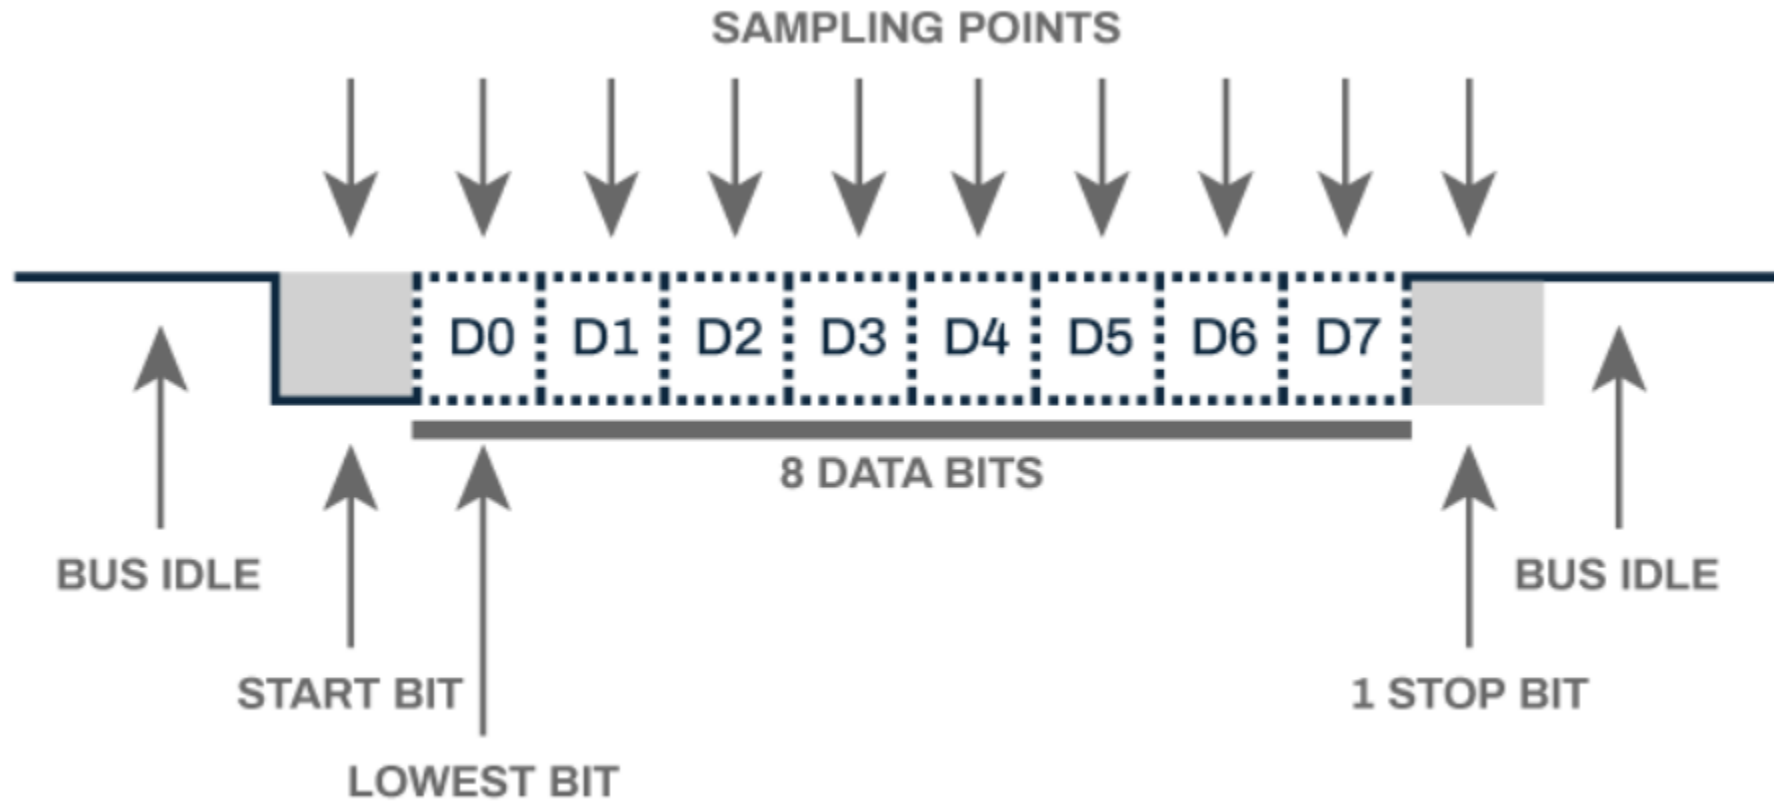 SAMPLING POINTS
D0 D1 D2 D3 D4 D5 D6 D7
8 DATA BITS
BUS IDLE
BUS IDLE
START BIT
1 STOP BIT
LOWEST BIT